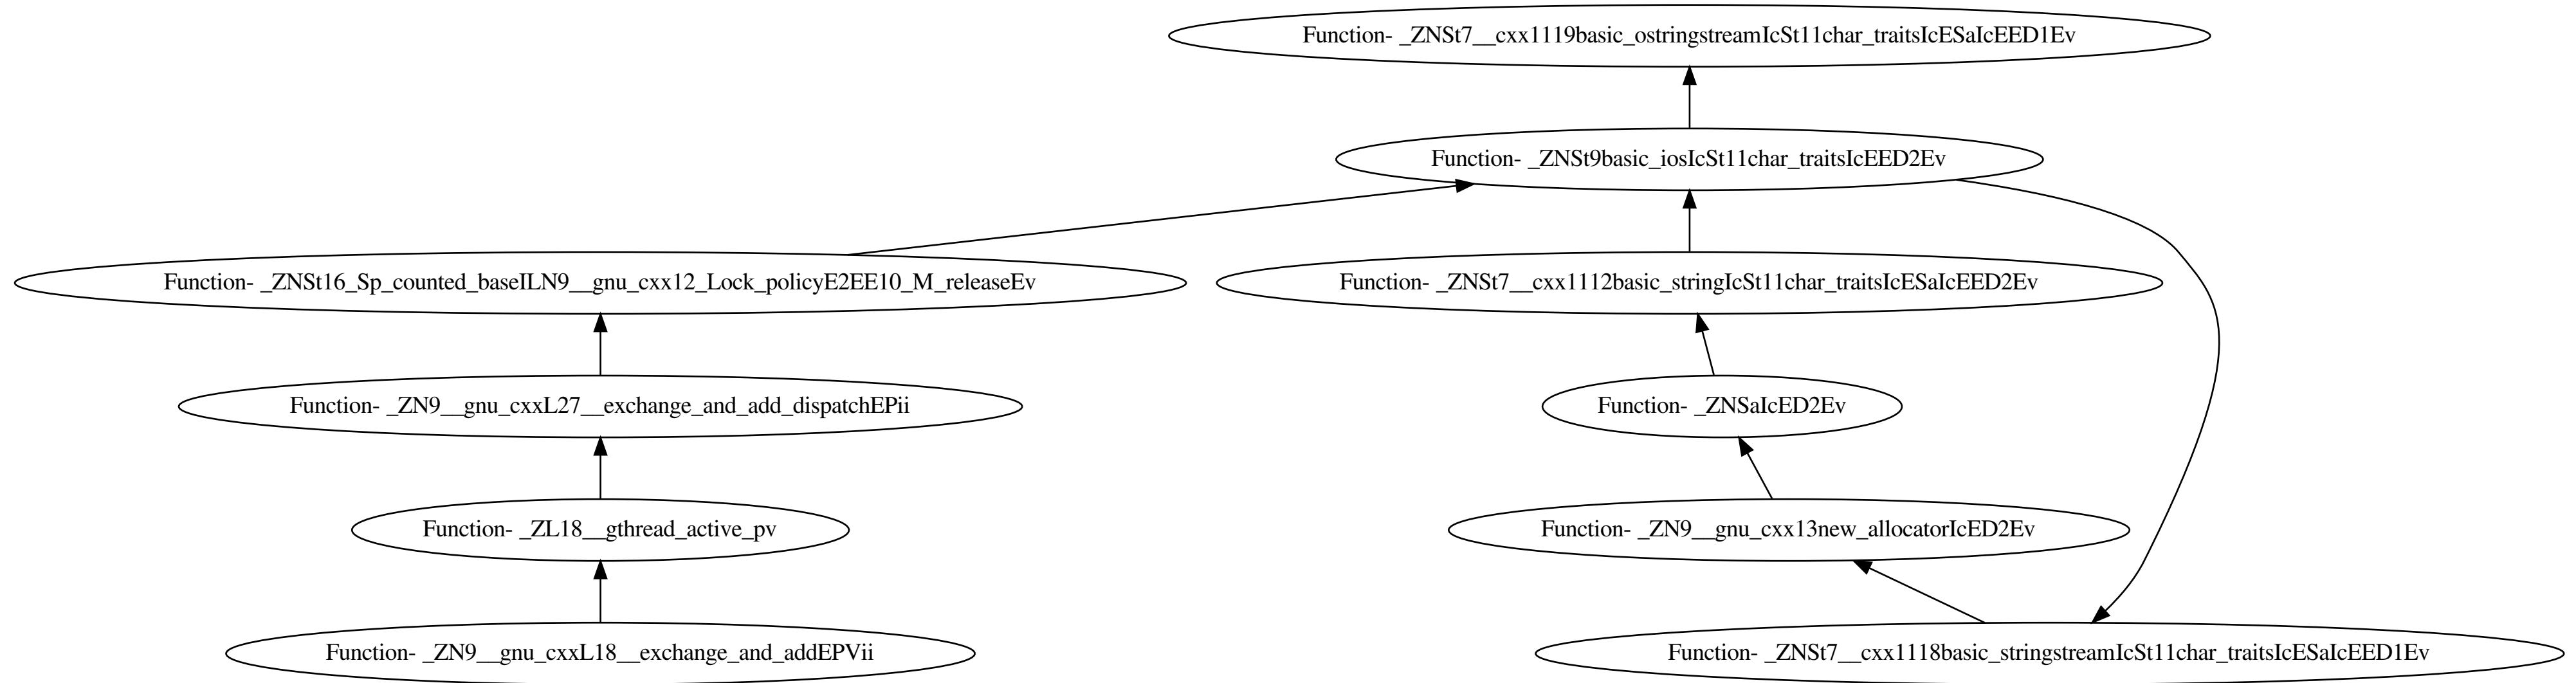 Function- _ZNSt7__cxx1119basic_ostringstreamIcSt11char_traitsIcESaIcEED1Ev
Function- _ZNSt9basic_iosIcSt11char_traitsIcEED2Ev
Function- _ZNSt16_Sp_counted_baseILN9__gnu_cxx12_Lock_policyE2EE10_M_releaseEv
Function- _ZNSt7__cxx1112basic_stringIcSt11char_traitsIcESaIcEED2Ev
Function- _ZN9__gnu_cxxL27__exchange_and_add_dispatchEPii
Function- _ZNSaIcED2Ev
Function- _ZL18__gthread_active_pv
Function- _ZN9__gnu_cxx13new_allocatorIcED2Ev
Function- _ZN9__gnu_cxxL18__exchange_and_addEPVii
Function- _ZNSt7__cxx1118basic_stringstreamIcSt11char_traitsIcESaIcEED1Ev